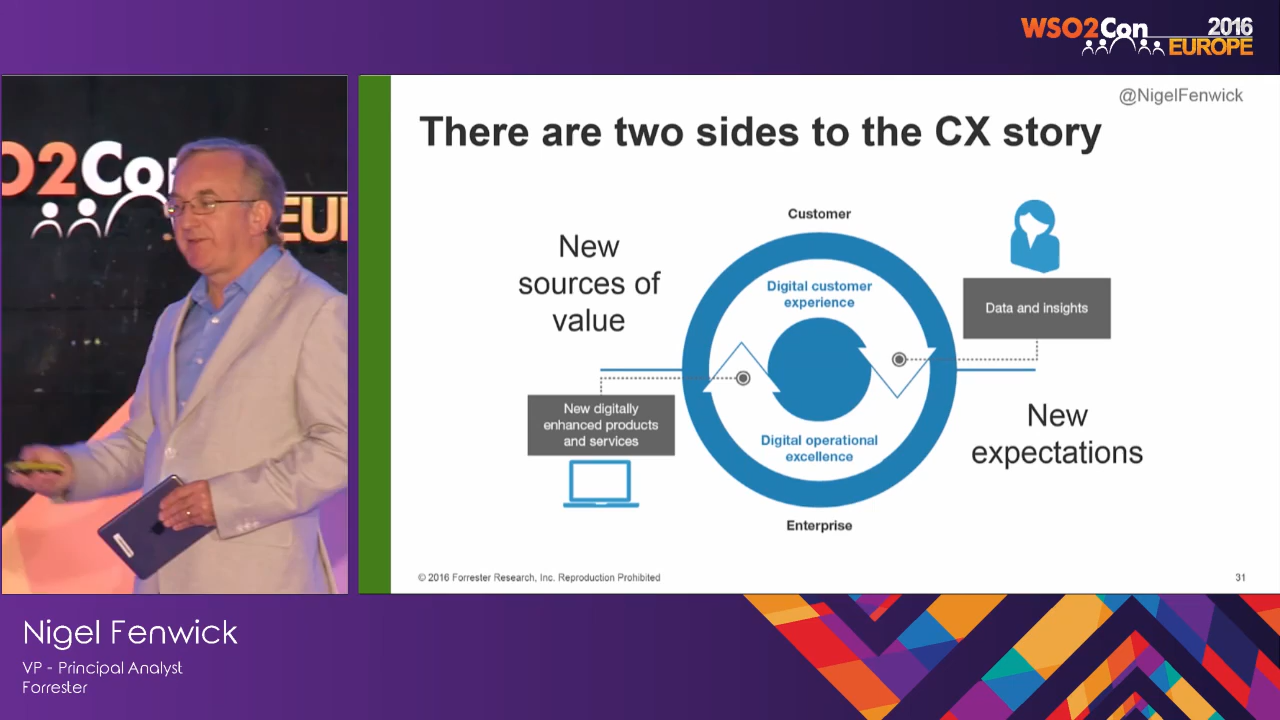 WSO2Con 2016
EUROPE
@NigelFenwick
There are two sides to the CX story
Customer
New
sources of
value
Digital customer
experience
Data and insights
New digitally
enhanced products
and services
Digital operational
excellence
New
expectations
Enterprise
© 2016 Forrester Research, Inc. Reproduction Prohibited
31
O2Con
EUR
Nigel Fenwick
VP - Principal Analyst
Forrester